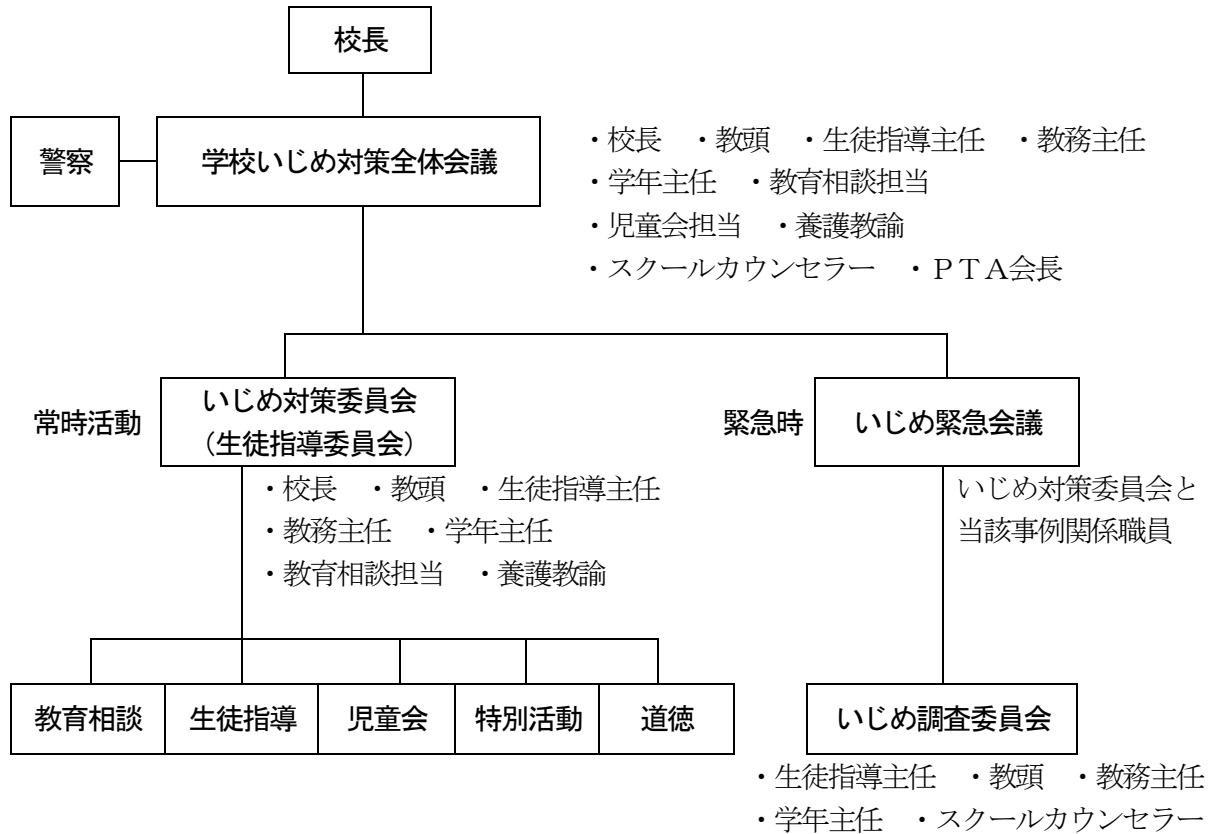 校長
警察
学校いじめ対策全体会議
・校長　・教頭　・生徒指導主任　・教務主任
・学年主任　・教育相談担当
・児童会担当　・養護教諭
・スクールカウンセラー　・ＰＴＡ会長
常時活動
いじめ対策委員会
（生徒指導委員会）
・校長　・教頭　・生徒指導主任
・教務主任　・学年主任
・教育相談担当　・養護教諭
緊急時
いじめ緊急会議
いじめ対策委員会と
当該事例関係職員
教育相談
生徒指導
児童会
特別活動
道徳
いじめ調査委員会
・生徒指導主任　・教頭　・教務主任
・学年主任　・スクールカウンセラー